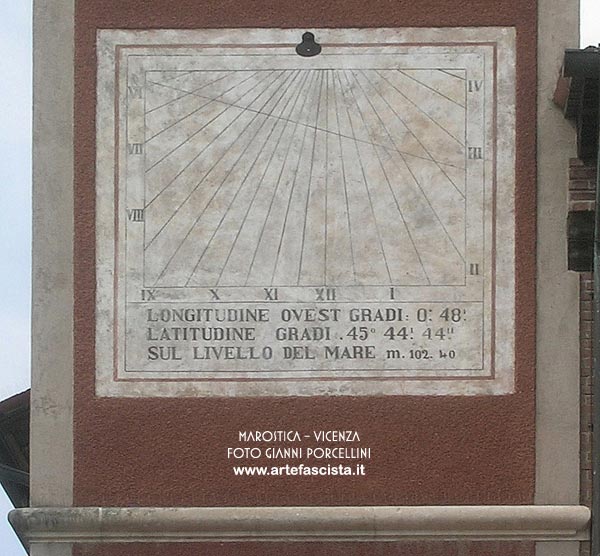 VI
IV
VII
III
VIII
II
IX X XI XII I
LONGITUDINE OVEST GRADI: 0°. 48'.
LATITUDINE GRADI. 45° 44' 44"
SUL LIVELLO DEL MARE m. 102. 40
MAROSTICA – VICENZA
FOTO GIANNI PORCELLINI
www.artefascista.it